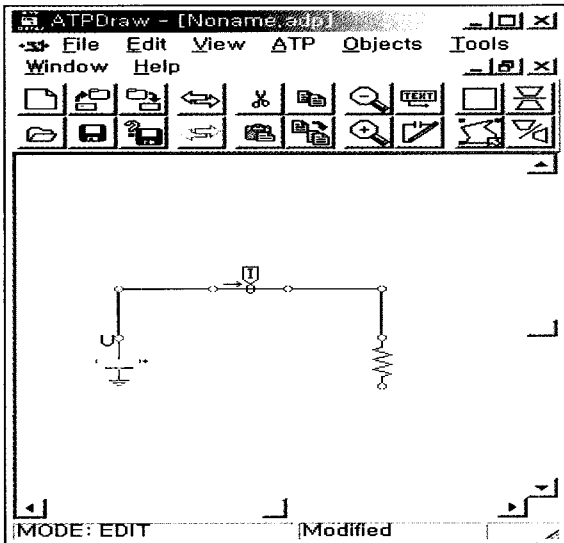 ATPDraw - [Noname.adp]
File Edit View ATP Objects Tools
Window Help
TEXT
I
U
MODE: EDIT Modified